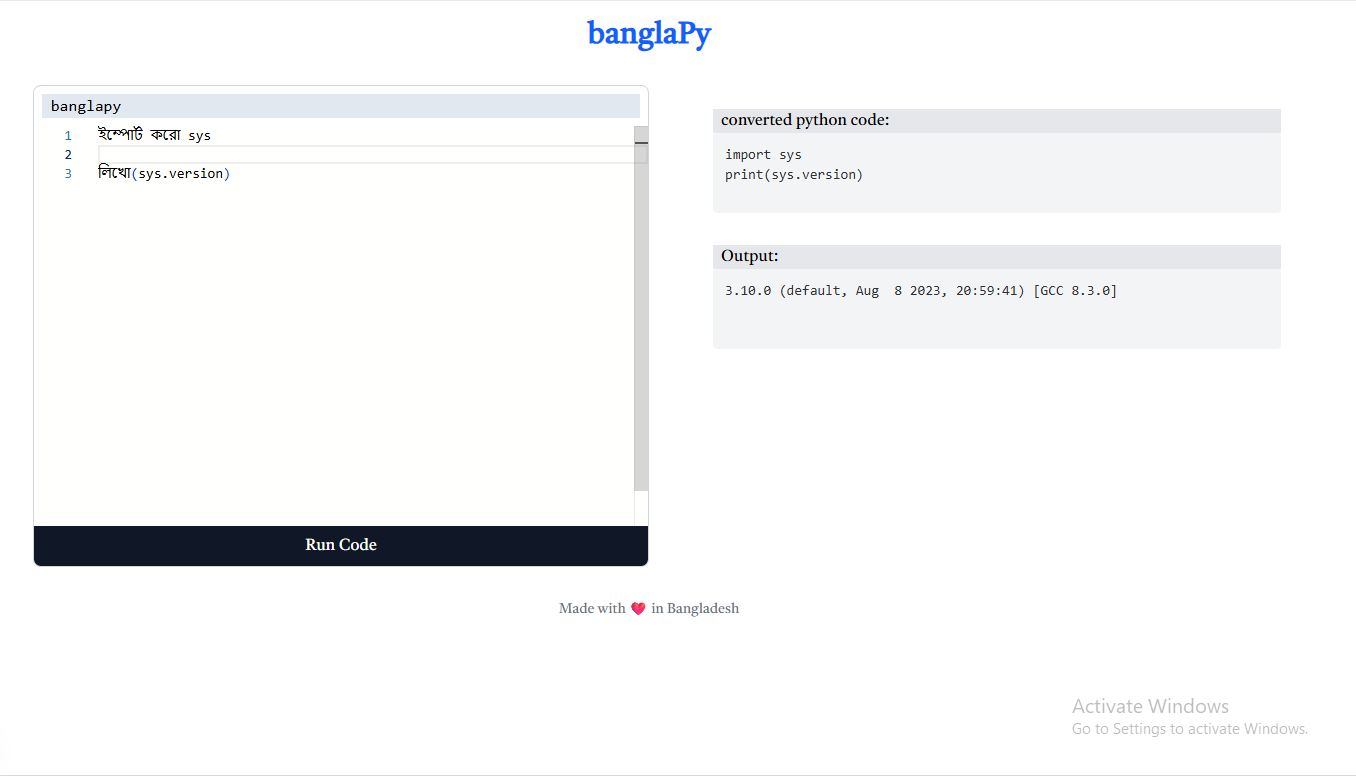 banglaPy
banglapy
1 ইম্পোর্ট করো sys
2
3 লিখো(sys.version)
Run Code
converted python code:
import sys
print(sys.version)
Output:
3.10.0 (default, Aug  8 2023, 20:59:41) [GCC 8.3.0]
Made with ❤️ in Bangladesh
Activate Windows
Go to Settings to activate Windows.